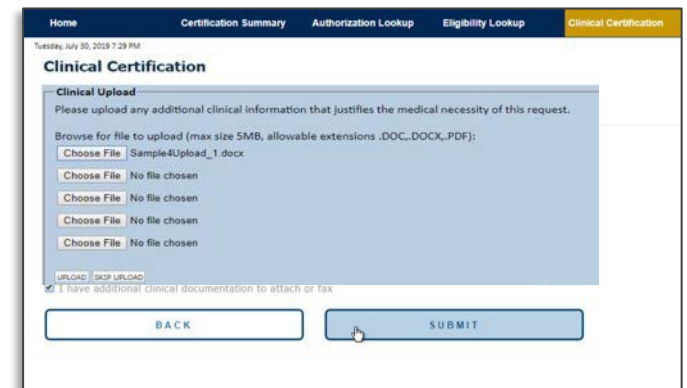 Home Certification Summary Authorization Lookup Eligibility Lookup Clinical Certification
Tuesday, July 30, 2019 7:29 PM
Clinical Certification
Clinical Upload
Please upload any additional clinical information that justifies the medical necessity of this request.
Browse for file to upload (max size 5MB, allowable extensions .DOC,.DOCX,.PDF):
Choose File Sample4Upload_1.docx
Choose File No file chosen
Choose File No file chosen
Choose File No file chosen
Choose File No file chosen
UPLOAD SKIP UPLOAD
I have additional clinical documentation to attach or fax
BACK SUBMIT